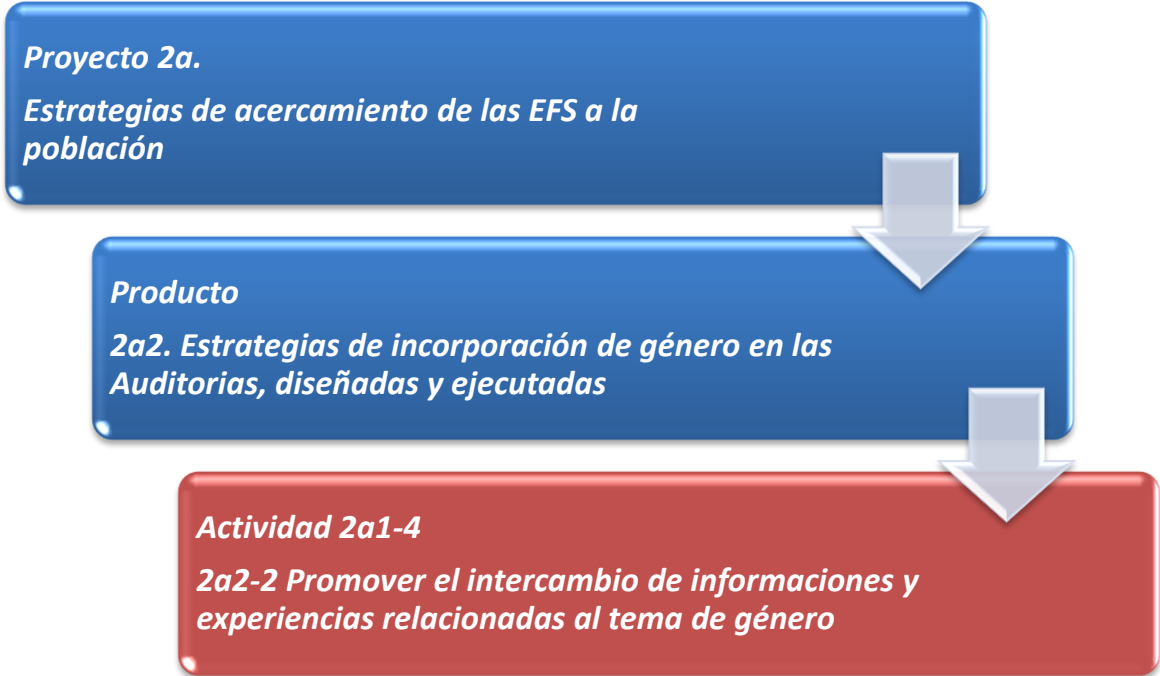 Proyecto 2a.
Estrategias de acercamiento de las EFS a la
población
Producto
2a2. Estrategias de incorporación de género en las
Auditorias, diseñadas y ejecutadas
Actividad 2a1-4
2a2-2 Promover el intercambio de informaciones y
experiencias relacionadas al tema de género